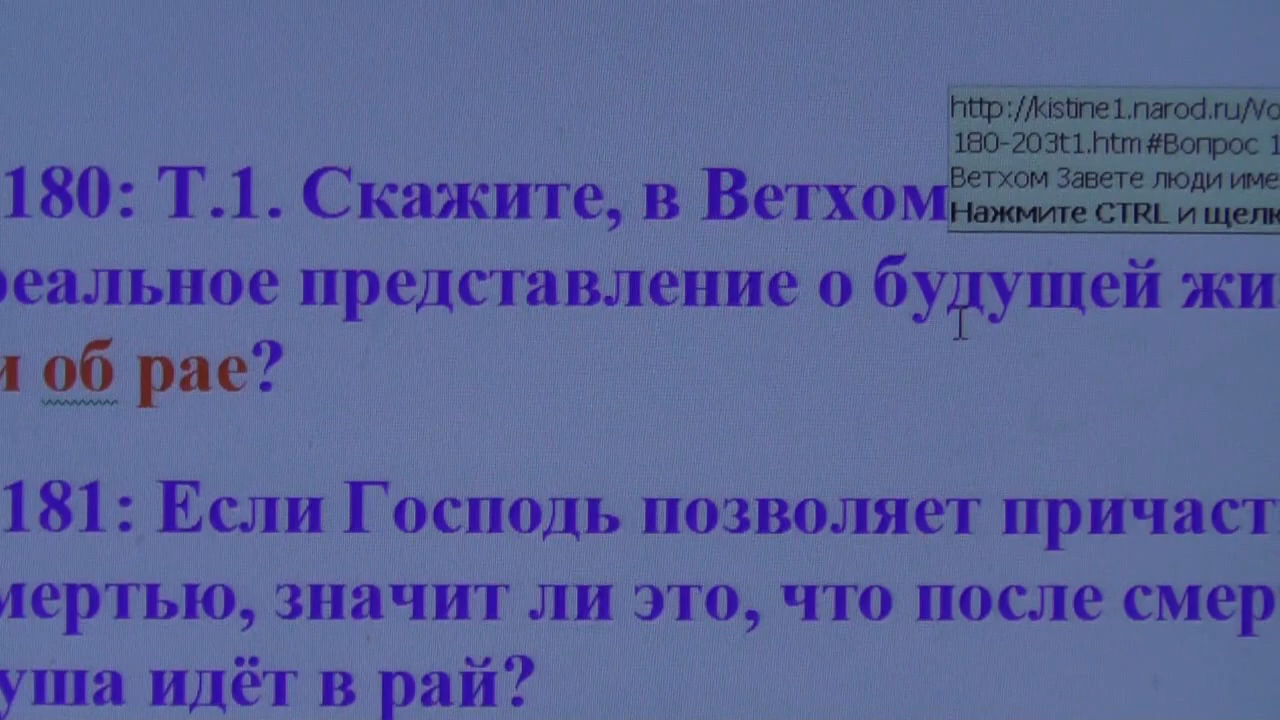 http://kistine1.narod.ru/Vo
180-203t1.htm#Вопрос 1
Ветхом Завете люди име
Нажмите CTRL и щелк
180: Т.1. Скажите, в Ветхом
реальное представление о будущей жи
и об рае?
181: Если Господь позволяет причаст
мертью, значит ли это, что после смер
уша идёт в рай?